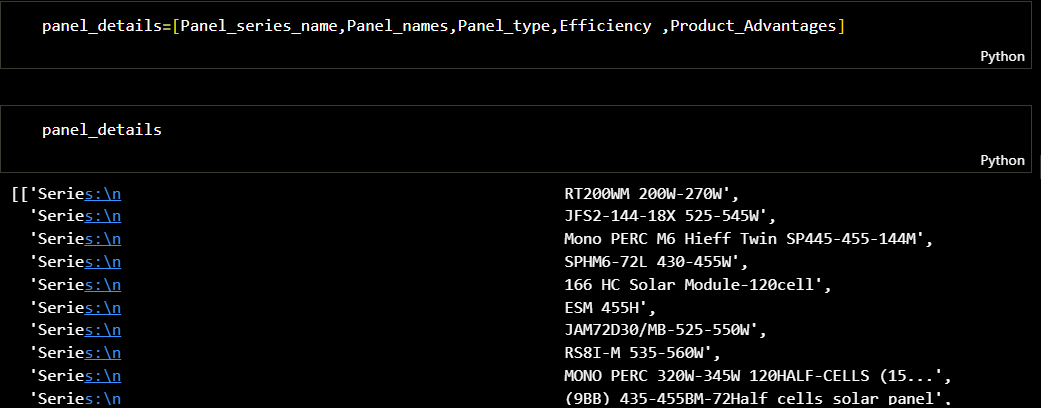 panel_details=[Panel_series_name,Panel_names,Panel_type,Efficiency ,Product_Advantages]
Python
panel_details
Python
[['Series:\n RT200WM 200W-270W',
'Series:\n JFS2-144-18X 525-545W',
'Series:\n Mono PERC M6 Hieff Twin SP445-455-144M',
'Series:\n SPHM6-72L 430-455W',
'Series:\n 166 HC Solar Module-120cell',
'Series:\n ESM 455H',
'Series:\n JAM72D30/MB-525-550W',
'Series:\n RS8I-M 535-560W',
'Series:\n MONO PERC 320W-345W 120HALF-CELLS (15...',
'Series:\n (9BB) 435-455BM-72Half cells solar panel',